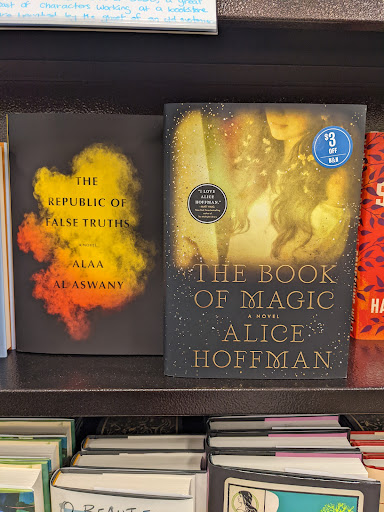 of characters working at a bookstore
THE
REPUBLIC OF
FALSE TRUTHS
A NOVEL
ALAA
AL ASWANY
$3
OFF
B&N
"I LOVE
ALICE
HOFFMAN."
THE BOOK
OF MAGIC
A NOVEL
ALICE
HOFFMAN
HA